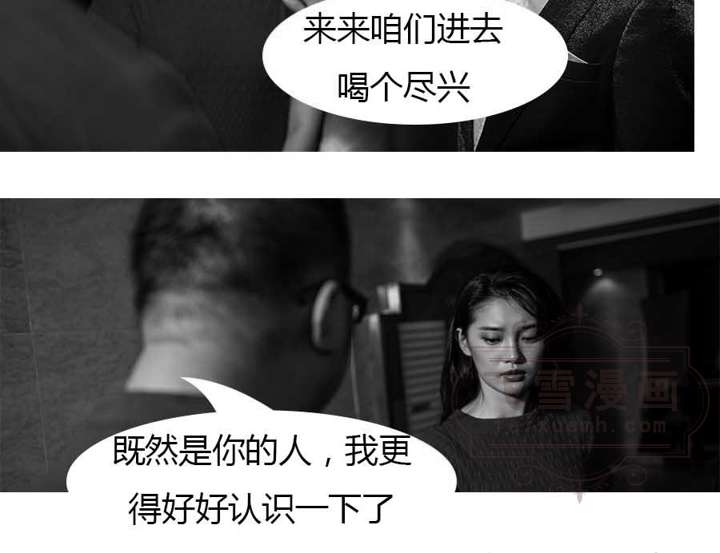 来来咱们进去
喝个尽兴
雪漫画
既然是你的人，我更
得好好认识一下了